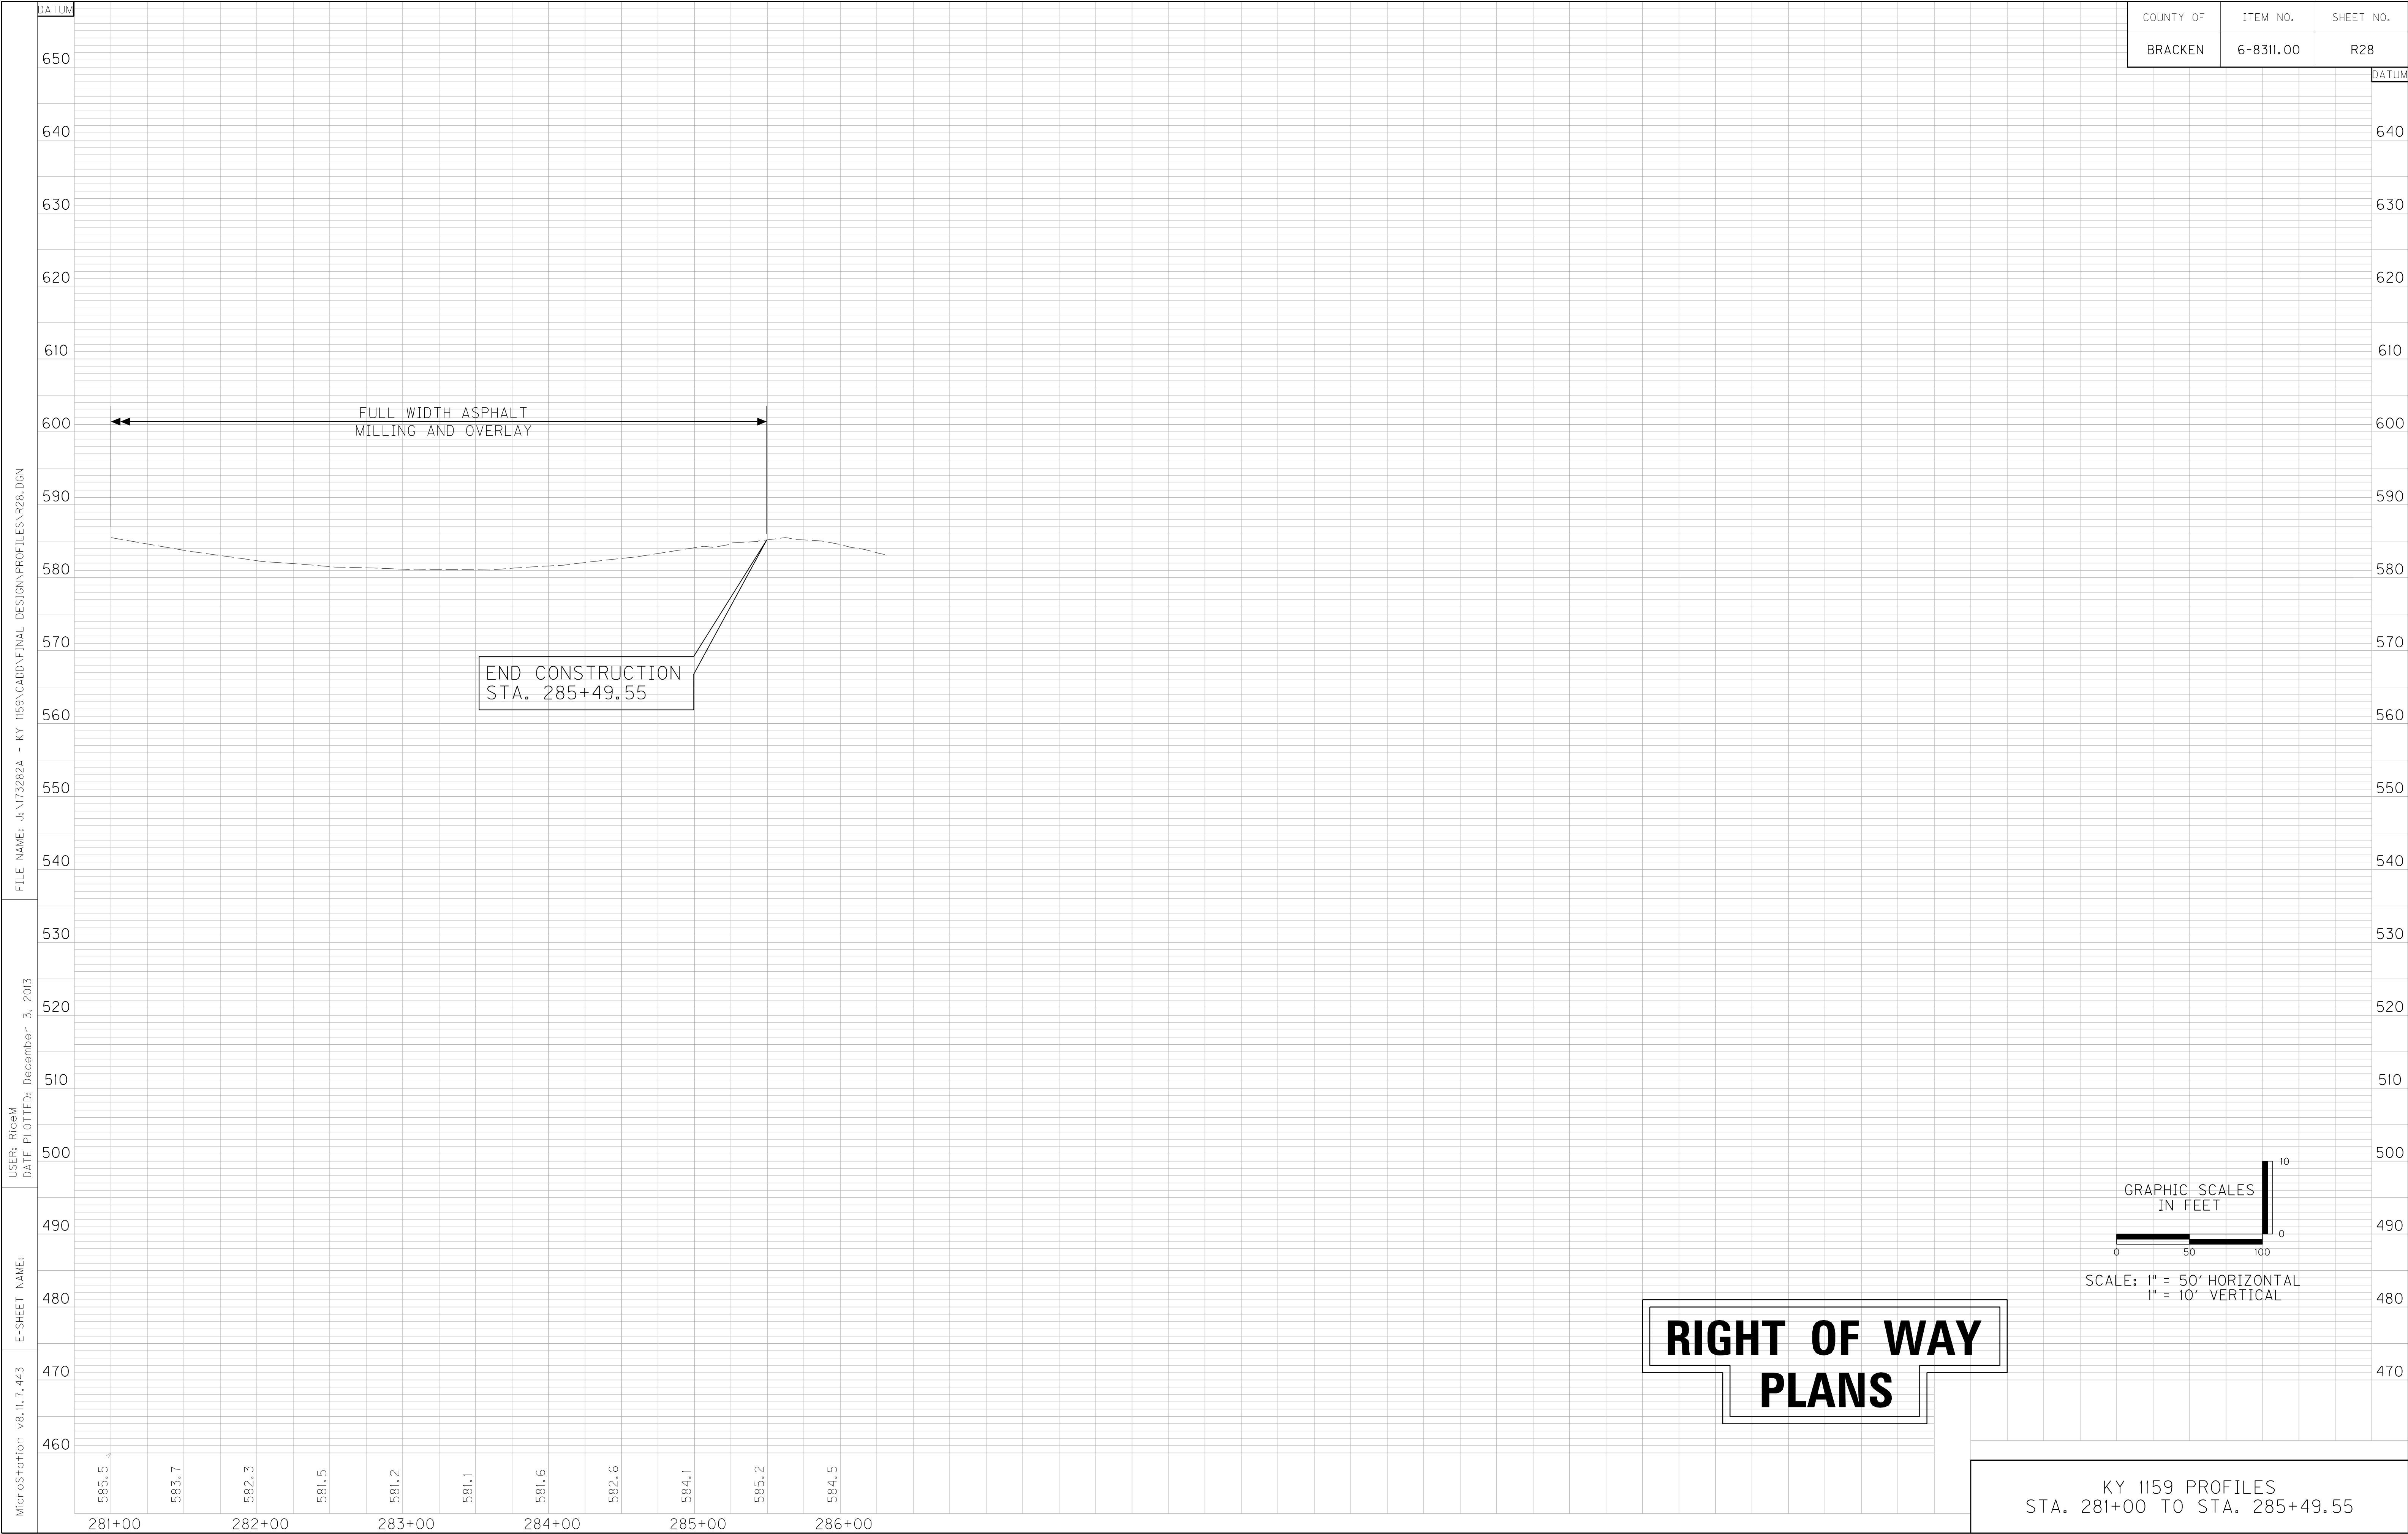 DATUM
COUNTY OF ITEM NO. SHEET NO.
BRACKEN 6-8311.00 R28
DATUM
650
640 640
630 630
620 620
610 610
600 600
590 590
580 580
570 570
560 560
550 550
540 540
530 530
520 520
510 510
500 500
490 490
480 480
470 470
460
FULL WIDTH ASPHALT
MILLING AND OVERLAY
END CONSTRUCTION
STA. 285+49.55
FILE NAME: J:\173282A - KY 1159\CADD\FINAL DESIGN\PROFILES\R28.DGN
USER: RiceM
DATE PLOTTED: December 3, 2013
E-SHEET NAME:
MicroStation v8.11.7.443
GRAPHIC SCALES
IN FEET
10
0
0 50 100
SCALE: 1" = 50' HORIZONTAL
1" = 10' VERTICAL
RIGHT OF WAY
PLANS
585.5 583.7 582.3 581.5 581.2 581.1 581.6 582.6 584.1 585.2 584.5
281+00 282+00 283+00 284+00 285+00 286+00
KY 1159 PROFILES
STA. 281+00 TO STA. 285+49.55